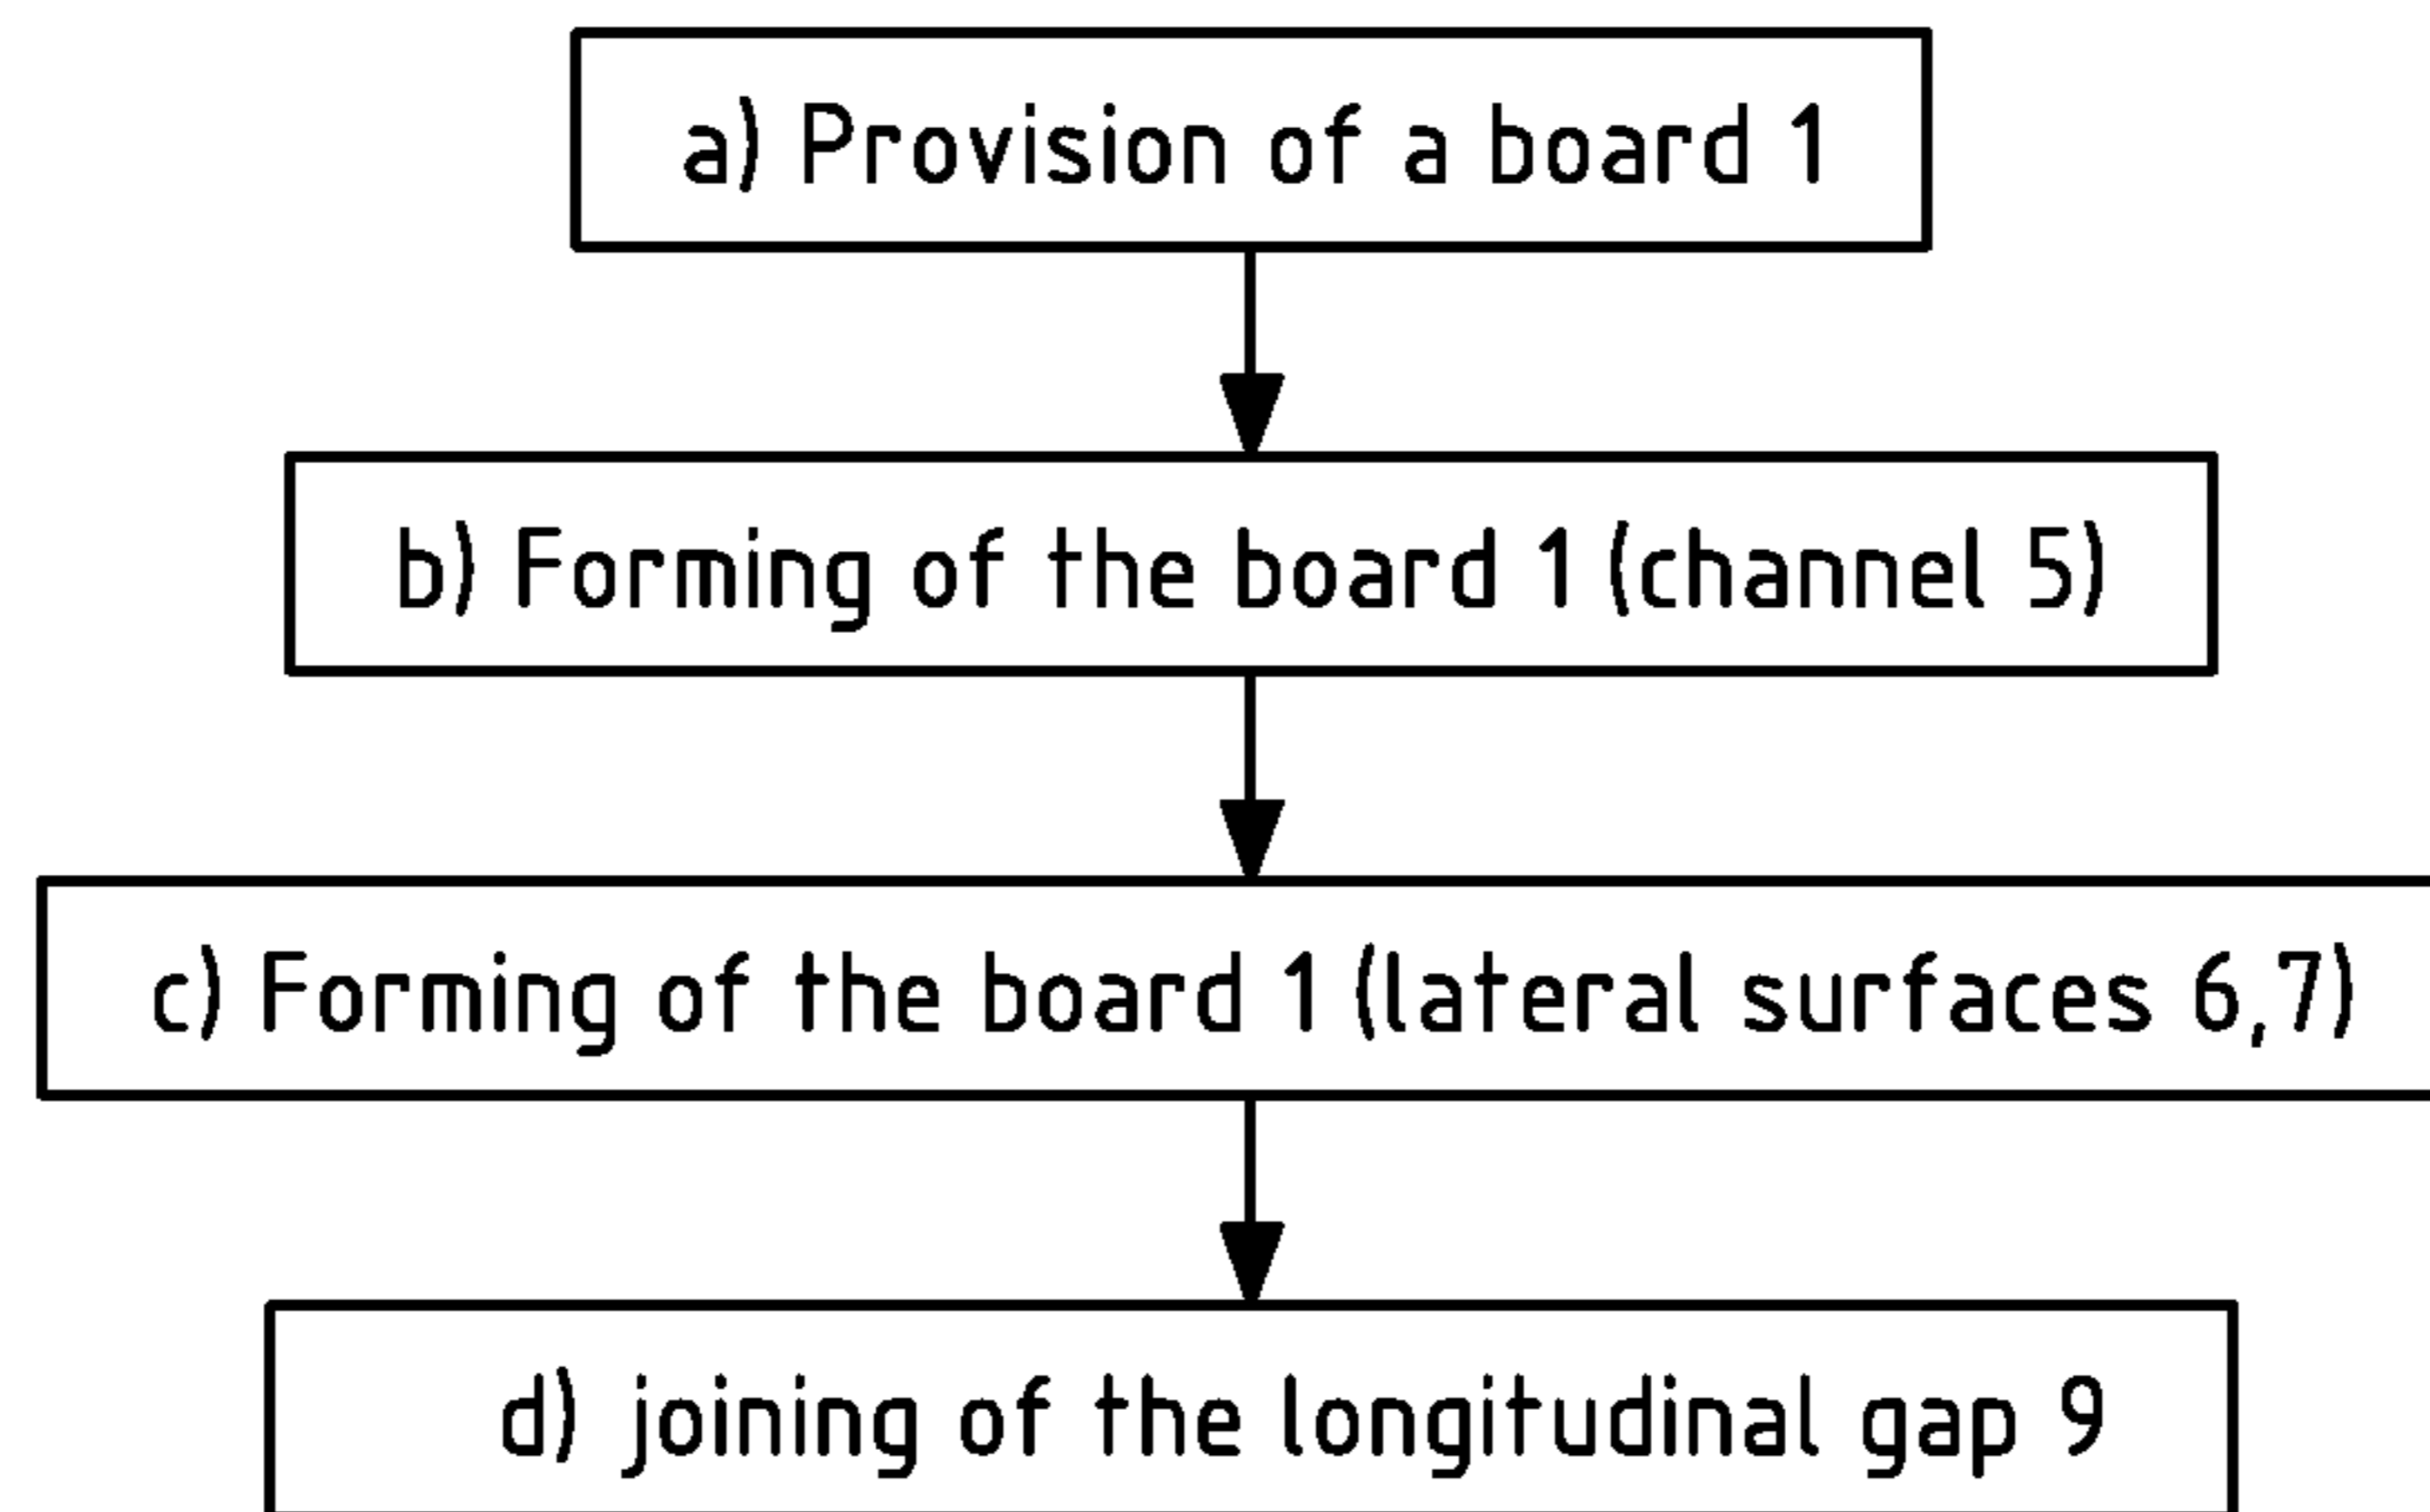 a) Provision of a board 1
b) Forming of the board 1 (channel 5)
c) Forming of the board 1 (lateral surfaces 6,7)
d) joining of the longitudinal gap 9